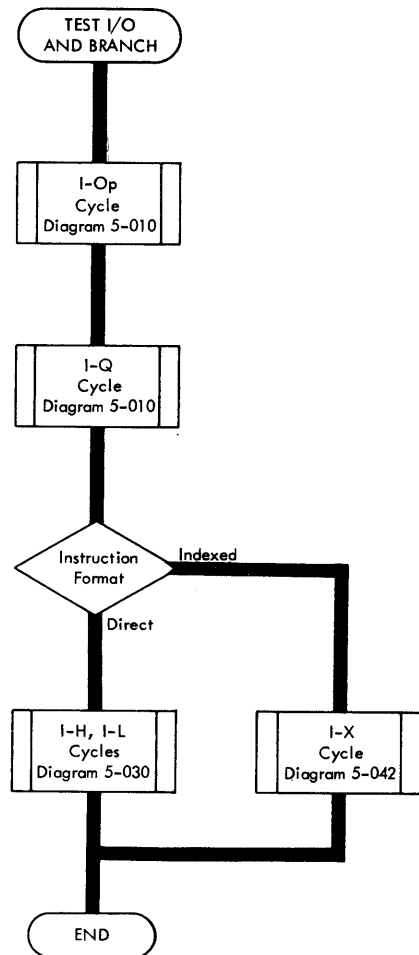 TEST I/O
AND BRANCH
I-Op
Cycle
Diagram 5-010
I-Q
Cycle
Diagram 5-010
Instruction
Format
Indexed
Direct
I-H, I-L
Cycles
Diagram 5-030
I-X
Cycle
Diagram 5-042
END